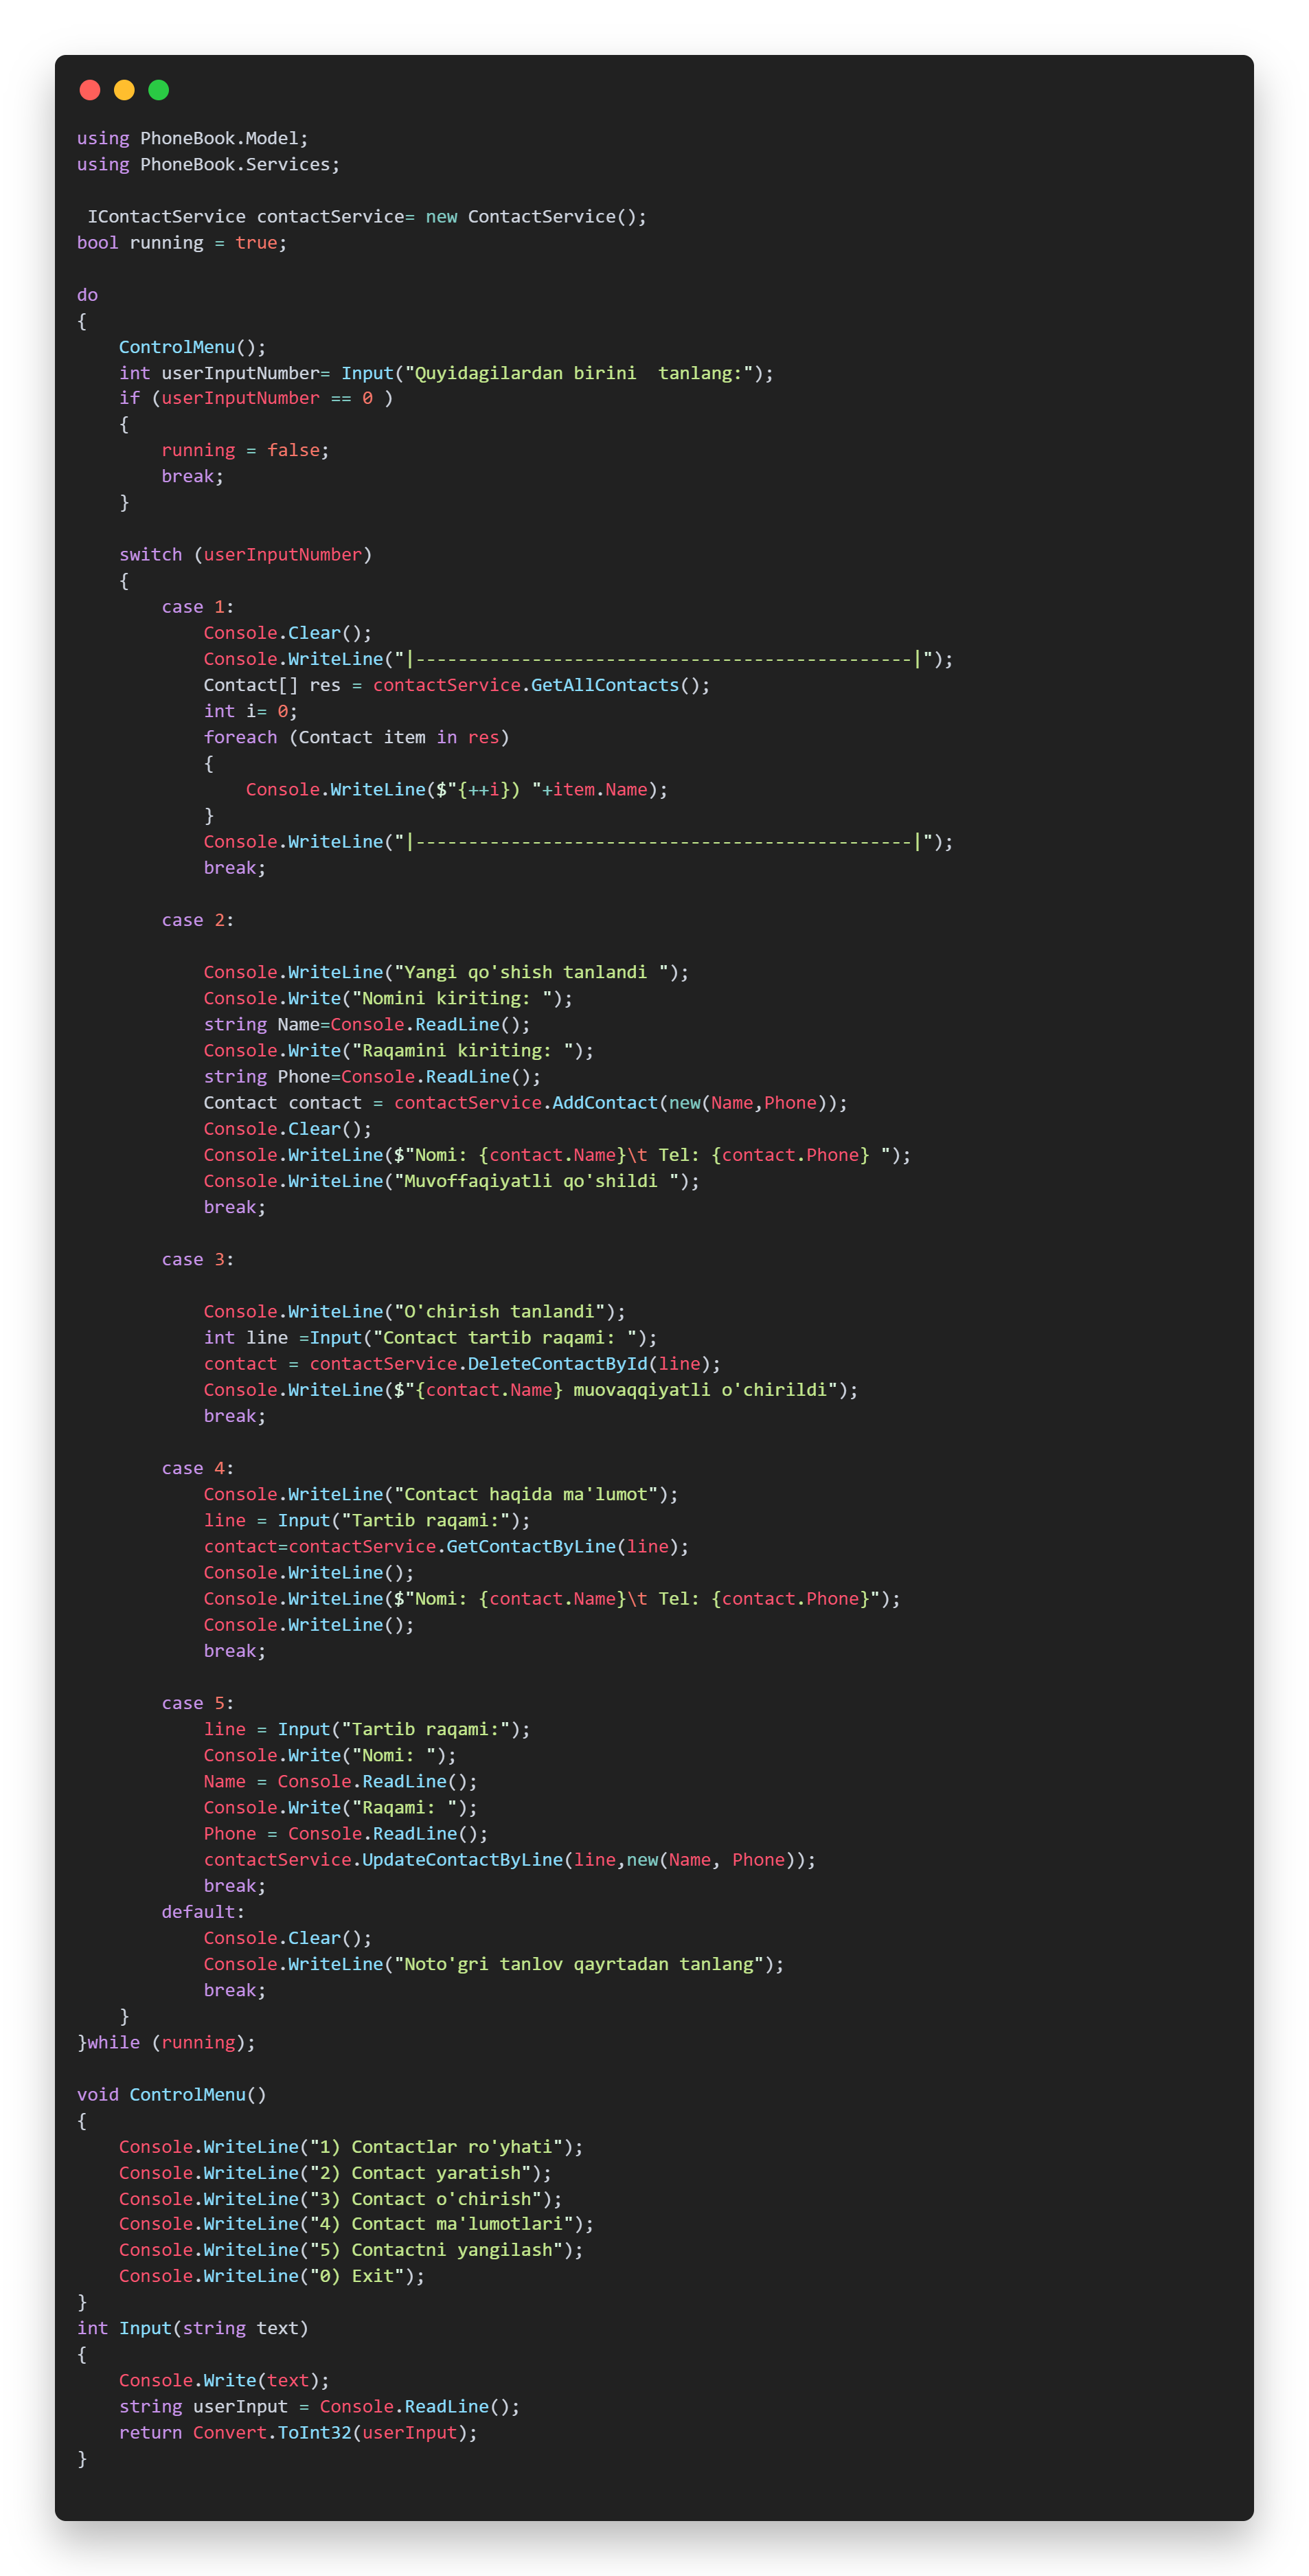 using PhoneBook.Model;
using PhoneBook.Services;

 IContactService contactService= new ContactService();
bool running = true;

do
{
    ControlMenu();
    int userInputNumber= Input("Quyidagilardan birini  tanlang:");
    if (userInputNumber == 0 )
    {
        running = false;
        break;
    }

    switch (userInputNumber)
    {
        case 1:
            Console.Clear();
            Console.WriteLine("|-----------------------------------------------|");
            Contact[] res = contactService.GetAllContacts();
            int i= 0;
            foreach (Contact item in res)
            {
                Console.WriteLine($"{++i}) "+item.Name);
            }
            Console.WriteLine("|-----------------------------------------------|");
            break;

        case 2:

            Console.WriteLine("Yangi qo'shish tanlandi ");
            Console.Write("Nomini kiriting: ");
            string Name=Console.ReadLine();
            Console.Write("Raqamini kiriting: ");
            string Phone=Console.ReadLine();
            Contact contact = contactService.AddContact(new(Name,Phone));
            Console.Clear();
            Console.WriteLine($"Nomi: {contact.Name}\t Tel: {contact.Phone} ");
            Console.WriteLine("Muvoffaqiyatli qo'shildi ");
            break;

        case 3:

            Console.WriteLine("O'chirish tanlandi");
            int line =Input("Contact tartib raqami: ");
            contact = contactService.DeleteContactById(line);
            Console.WriteLine($"{contact.Name} muovaqqiyatli o'chirildi");
            break;

        case 4:
            Console.WriteLine("Contact haqida ma'lumot");
            line = Input("Tartib raqami:");
            contact=contactService.GetContactByLine(line);
            Console.WriteLine();
            Console.WriteLine($"Nomi: {contact.Name}\t Tel: {contact.Phone}");
            Console.WriteLine();
            break;

        case 5:
            line = Input("Tartib raqami:");
            Console.Write("Nomi: ");
            Name = Console.ReadLine();
            Console.Write("Raqami: ");
            Phone = Console.ReadLine();
            contactService.UpdateContactByLine(line,new(Name, Phone));
            break;
        default:
            Console.Clear();
            Console.WriteLine("Noto'gri tanlov qayrtadan tanlang");
            break;
    }
}while (running);

void ControlMenu()
{
    Console.WriteLine("1) Contactlar ro'yhati");
    Console.WriteLine("2) Contact yaratish");
    Console.WriteLine("3) Contact o'chirish");
    Console.WriteLine("4) Contact ma'lumotlari");
    Console.WriteLine("5) Contactni yangilash");
    Console.WriteLine("0) Exit");
}
int Input(string text)
{
    Console.Write(text);
    string userInput = Console.ReadLine();
    return Convert.ToInt32(userInput);
}